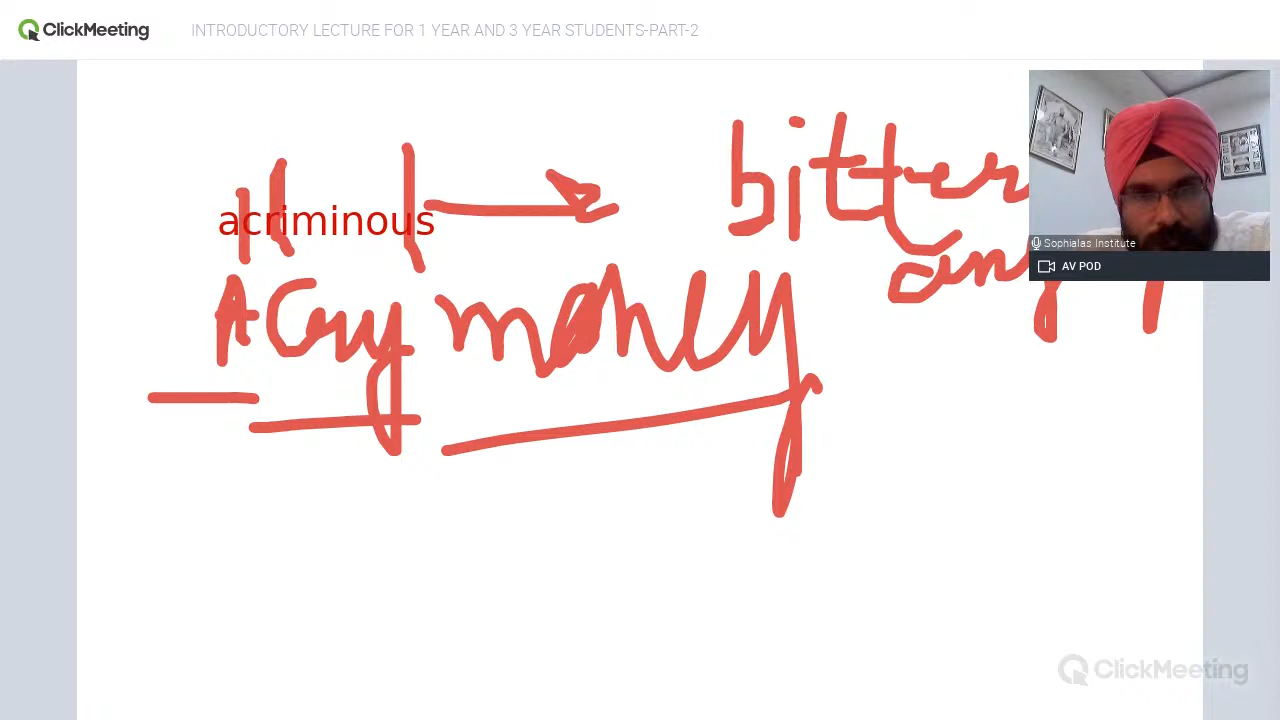 ClickMeeting INTRODUCTORY LECTURE FOR 1 YEAR AND 3 YEAR STUDENTS-PART-2
acriminous
bitter
A Cry money
Sophialas Institute
AV POD
ClickMeeting